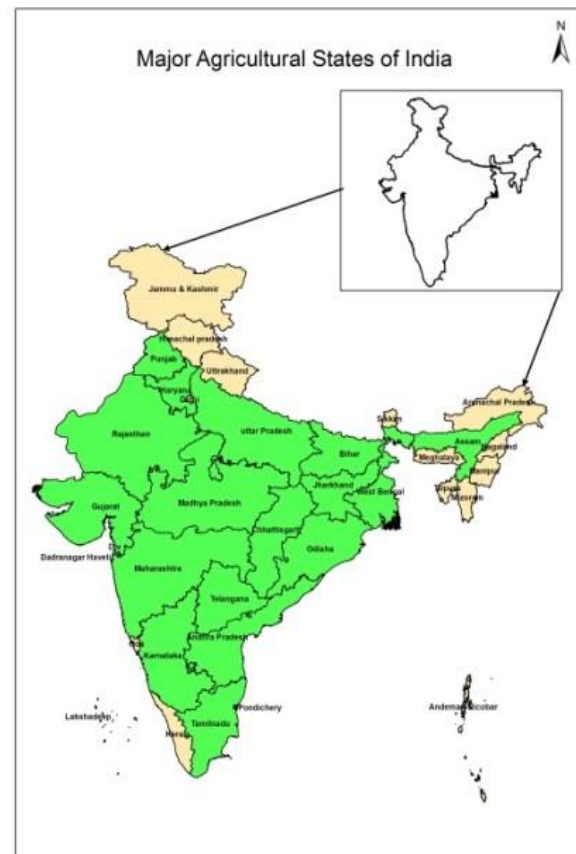 N
Major Agricultural States of India
Jammu & Kashmir
Himachal pradesh
Punjab
Uttrakhand
Haryana
Delhi
Arunachal Pradesh
Sikkim
Rajasthan
uttar Pradesh
Assam
Nagaland
Bihar
Meghalaya
Manipur
Jharkhand
West Bengal
Tripura
Mizoram
Gujarat
Madhya Pradesh
Chhattisgarh
Odisha
Dadranagar Haveli
Maharashtra
Telangana
Goa
Andhra Pradesh
Karnataka
Lakshadeep
Pondichery
Andeman Nicobar
Kerala
Tamilnadu